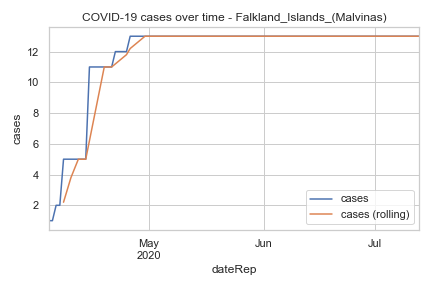 COVID-19 cases over time - Falkland_Islands_(Malvinas)
cases
12
10
8
6
4
2
cases
cases (rolling)
May
2020
Jun
Jul
dateRep